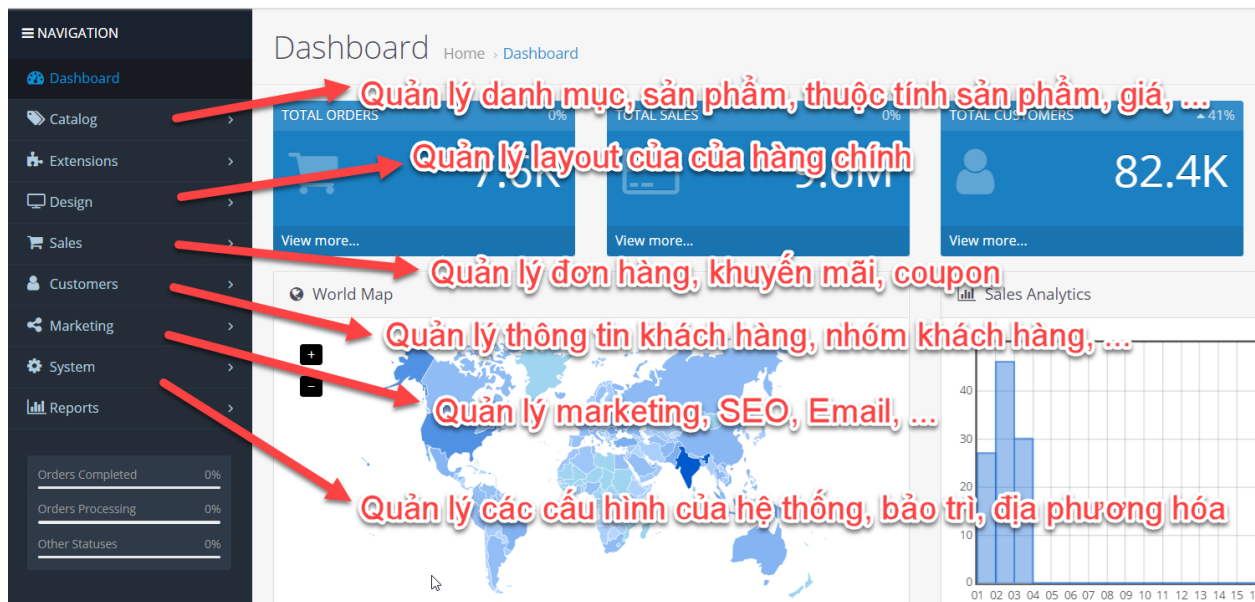 NAVIGATION
Dashboard
Catalog
Extensions
Design
Sales
Customers
Marketing
System
Reports
Orders Completed 0%
Orders Processing 0%
Other Statuses 0%
Dashboard Home › Dashboard
Quản lý danh mục, sản phẩm, thuộc tính sản phẩm, giá, ...
TOTAL ORDERS 0%
7.6K
View more...
TOTAL SALES 0%
9.6M
View more...
TOTAL CUSTOMERS 41%
82.4K
View more...
Quản lý layout của của hàng chính
Quản lý đơn hàng, khuyến mãi, coupon
World Map
Sales Analytics
Quản lý thông tin khách hàng, nhóm khách hàng, ...
+
−
Quản lý marketing, SEO, Email, ...
Quản lý các cấu hình của hệ thống, bảo trì, địa phương hóa
40
30
20
10
0
01 02 03 04 05 06 07 08 09 10 11 12 13 14 15